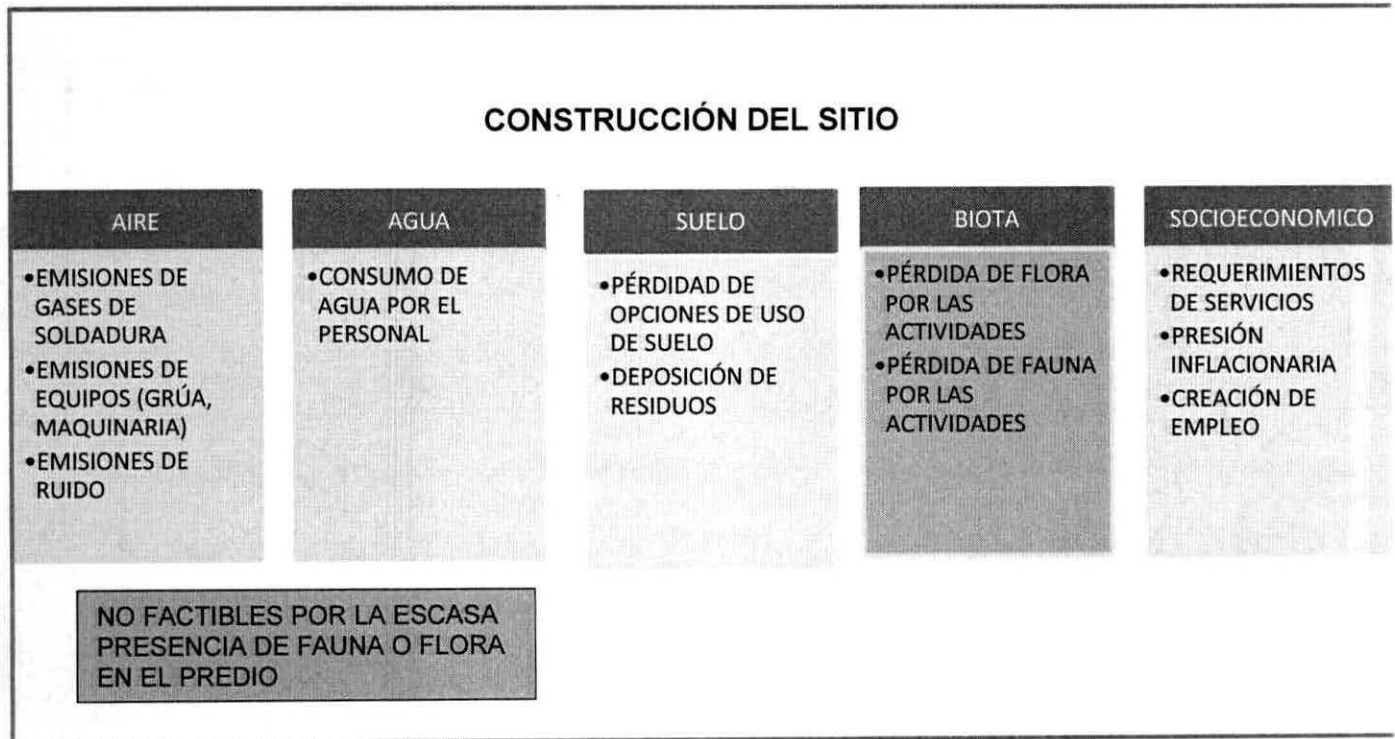 CONSTRUCCIÓN DEL SITIO
AIRE
•EMISIONES DE
GASES DE
SOLDADURA
•EMISIONES DE
EQUIPOS (GRÚA,
MAQUINARIA)
•EMISIONES DE
RUIDO
AGUA
•CONSUMO DE
AGUA POR EL
PERSONAL
SUELO
•PÉRDIDAD DE
OPCIONES DE USO
DE SUELO
•DEPOSICIÓN DE
RESIDUOS
BIOTA
•PÉRDIDA DE FLORA
POR LAS
ACTIVIDADES
•PÉRDIDA DE FAUNA
POR LAS
ACTIVIDADES
SOCIOECONOMICO
•REQUERIMIENTOS
DE SERVICIOS
•PRESIÓN
INFLACIONARIA
•CREACIÓN DE
EMPLEO
NO FACTIBLES POR LA ESCASA
PRESENCIA DE FAUNA O FLORA
EN EL PREDIO